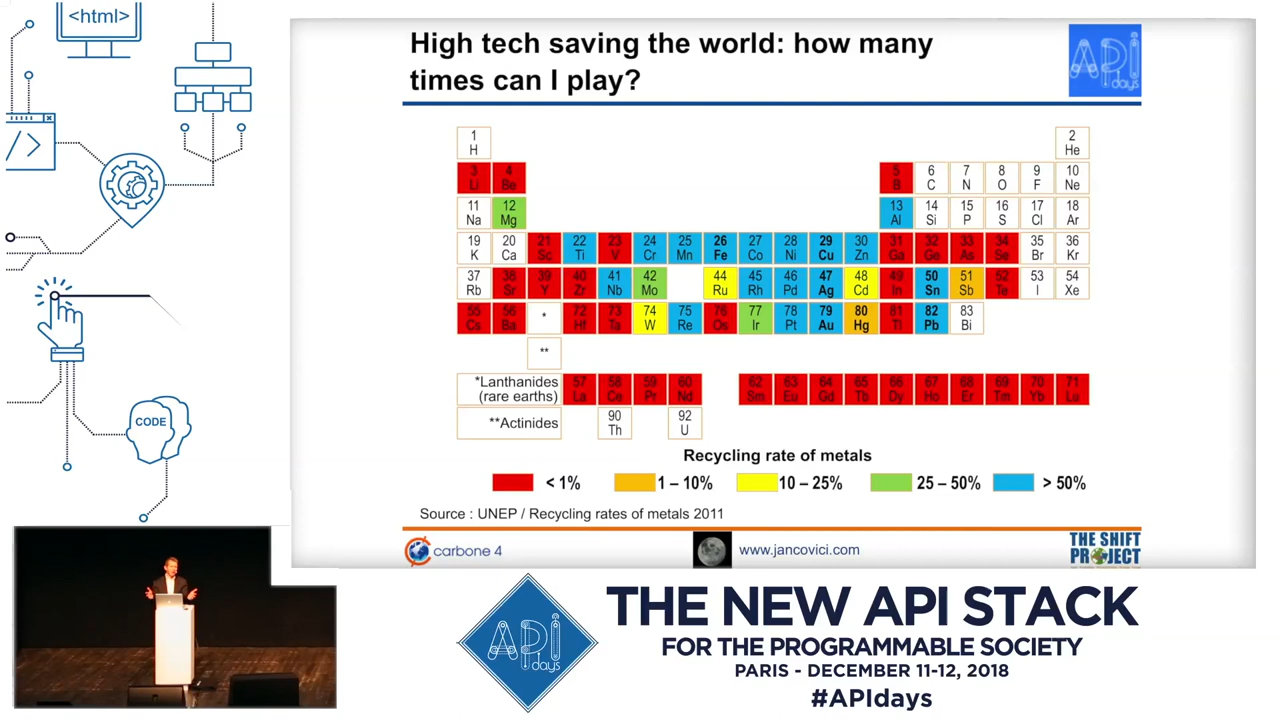 <html>
</>
CODE
High tech saving the world: how many
times can I play?
API
days
1
H
2
He
3
Li
4
Be
5
B
6
C
7
N
8
O
9
F
10
Ne
11
Na
12
Mg
13
Al
14
Si
15
P
16
S
17
Cl
18
Ar
19
K
20
Ca
21
Sc
22
Ti
23
V
24
Cr
25
Mn
26
Fe
27
Co
28
Ni
29
Cu
30
Zn
31
Ga
32
Ge
33
As
34
Se
35
Br
36
Kr
37
Rb
38
Sr
39
Y
40
Zr
41
Nb
42
Mo
44
Ru
45
Rh
46
Pd
47
Ag
48
Cd
49
In
50
Sn
51
Sb
52
Te
53
I
54
Xe
55
Cs
56
Ba
*
72
Hf
73
Ta
74
W
75
Re
76
Os
77
Ir
78
Pt
79
Au
80
Hg
81
Tl
82
Pb
83
Bi
**
*Lanthanides
(rare earths)
57
La
58
Ce
59
Pr
60
Nd
62
Sm
63
Eu
64
Gd
65
Tb
66
Dy
67
Ho
68
Er
69
Tm
70
Yb
71
Lu
**Actinides
90
Th
92
U
Recycling rate of metals
< 1%
1 – 10%
10 – 25%
25 – 50%
> 50%
Source : UNEP / Recycling rates of metals 2011
carbone 4
www.jancovici.com
THE SHIFT
PROJECT
API
days
THE NEW API STACK
FOR THE PROGRAMMABLE SOCIETY
PARIS - DECEMBER 11-12, 2018
#APIdays